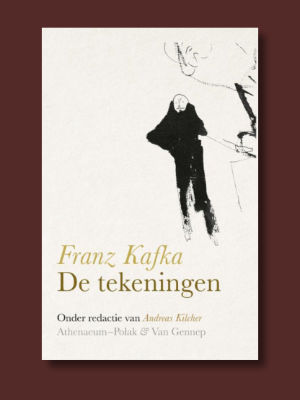 Franz Kafka
De tekeningen
Onder redactie van Andreas Kilcher
Athenaeum–Polak & Van Gennep